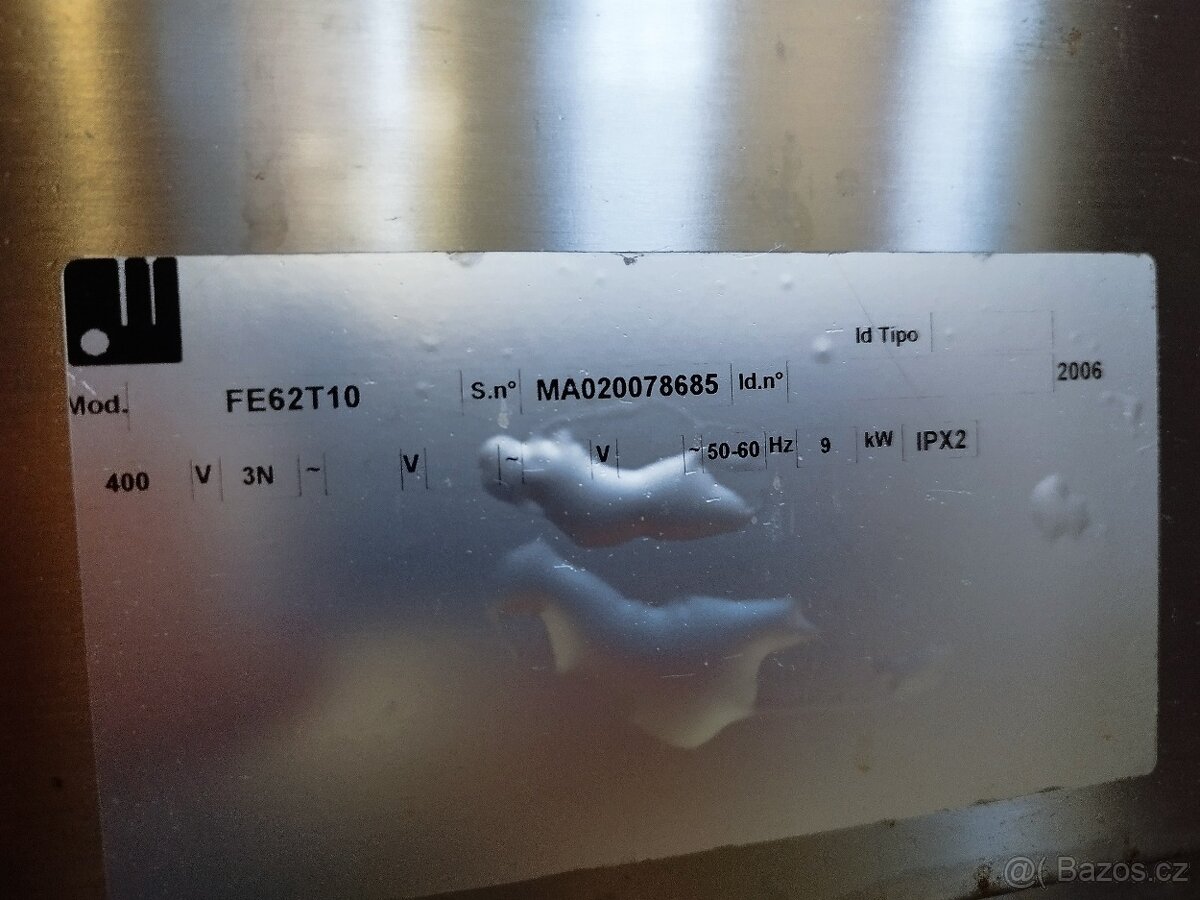 Id Tipo
Mod. FE62T10 S.n° MA020078685 Id.n° 2006
400 V 3N ~ V ~ V ~ 50-60 Hz 9 kW IPX2
@( Bazos.cz